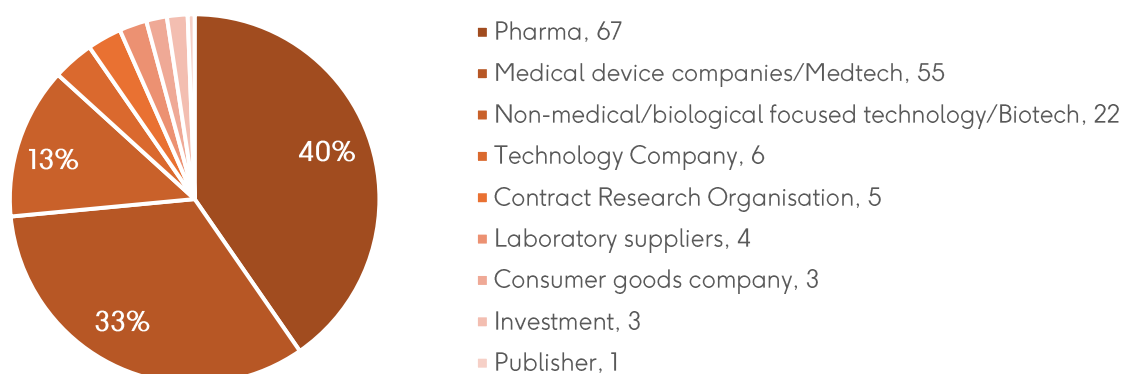 40%
33%
13%
Pharma, 67
Medical device companies/Medtech, 55
Non-medical/biological focused technology/Biotech, 22
Technology Company, 6
Contract Research Organisation, 5
Laboratory suppliers, 4
Consumer goods company, 3
Investment, 3
Publisher, 1